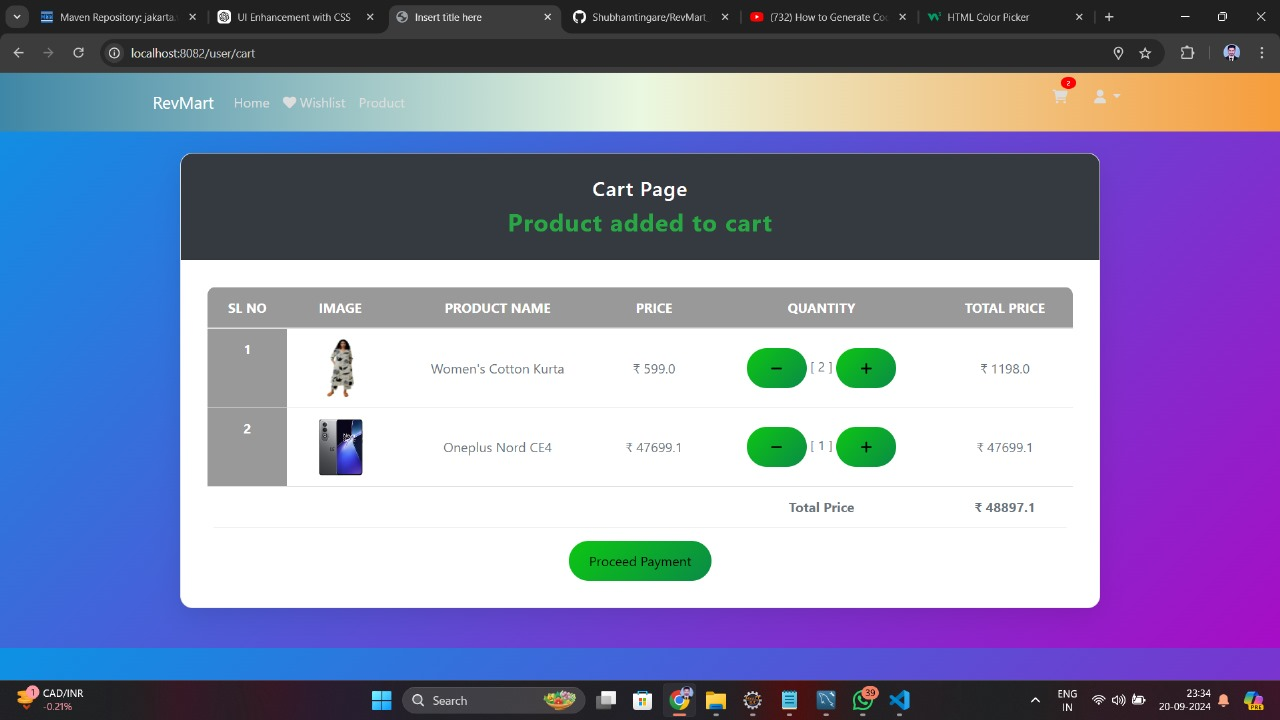 Maven Repository: jakarta.
UI Enhancement with CSS
Insert title here
Shubhamtingare/RevMart
(732) How to Generate Co
HTML Color Picker
localhost:8082/user/cart
RevMart Home Wishlist Product
2
Cart Page
Product added to cart
SL NO IMAGE PRODUCT NAME PRICE QUANTITY TOTAL PRICE
1 Women's Cotton Kurta ₹ 599.0 − [ 2 ] + ₹ 1198.0
2 Oneplus Nord CE4 ₹ 47699.1 − [ 1 ] + ₹ 47699.1
Total Price ₹ 48897.1
Proceed Payment
1
CAD/INR
-0.21%
Search
39
ENG
IN
23:34
20-09-2024
PRE